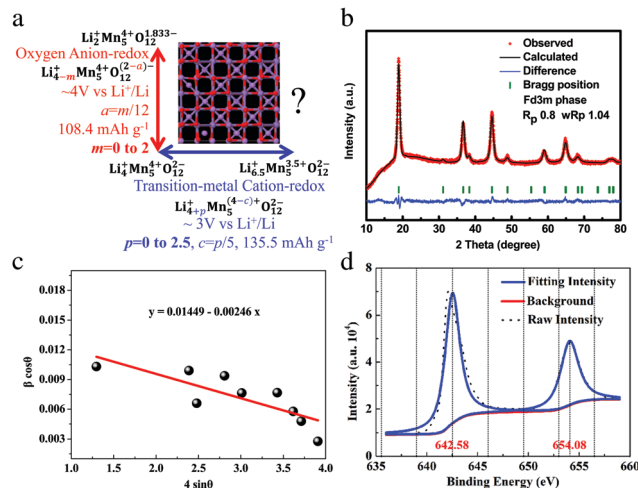 a
Li₂⁺Mn₅⁴⁺O₁₂¹·⁸³³⁻
Oxygen Anion-redox
Li₄₋ₘ⁺Mn₅⁴⁺O₁₂⁽²⁻ᵃ⁾⁻
~4V vs Li⁺/Li
a=m/12
108.4 mAh g⁻¹
m=0 to 2
?
Li₄⁺Mn₅⁴⁺O₁₂²⁻
Li₆.₅⁺Mn₅³·⁵⁺O₁₂²⁻
Transition-metal Cation-redox
Li₄₊ₚ⁺Mn₅⁽⁴⁻ᶜ⁾⁺O₁₂²⁻
~ 3V vs Li⁺/Li
p=0 to 2.5, c=p/5, 135.5 mAh g⁻¹
b
Observed
Calculated
Difference
Bragg position
Fd3m phase
Rₚ 0.8 wRp 1.04
Intensity (a.u.)
10 20 30 40 50 60 70 80
2 Theta (degree)
c
y = 0.01449 - 0.00246 x
0.018
0.015
0.012
0.009
0.006
0.003
β cosθ
1.0 1.5 2.0 2.5 3.0 3.5 4.0
4 sinθ
d
Fitting Intensity
Background
Raw Intensity
8
6
4
2
0
Intensity (a.u. 10⁴)
642.58
654.08
635 640 645 650 655 660
Binding Energy (eV)